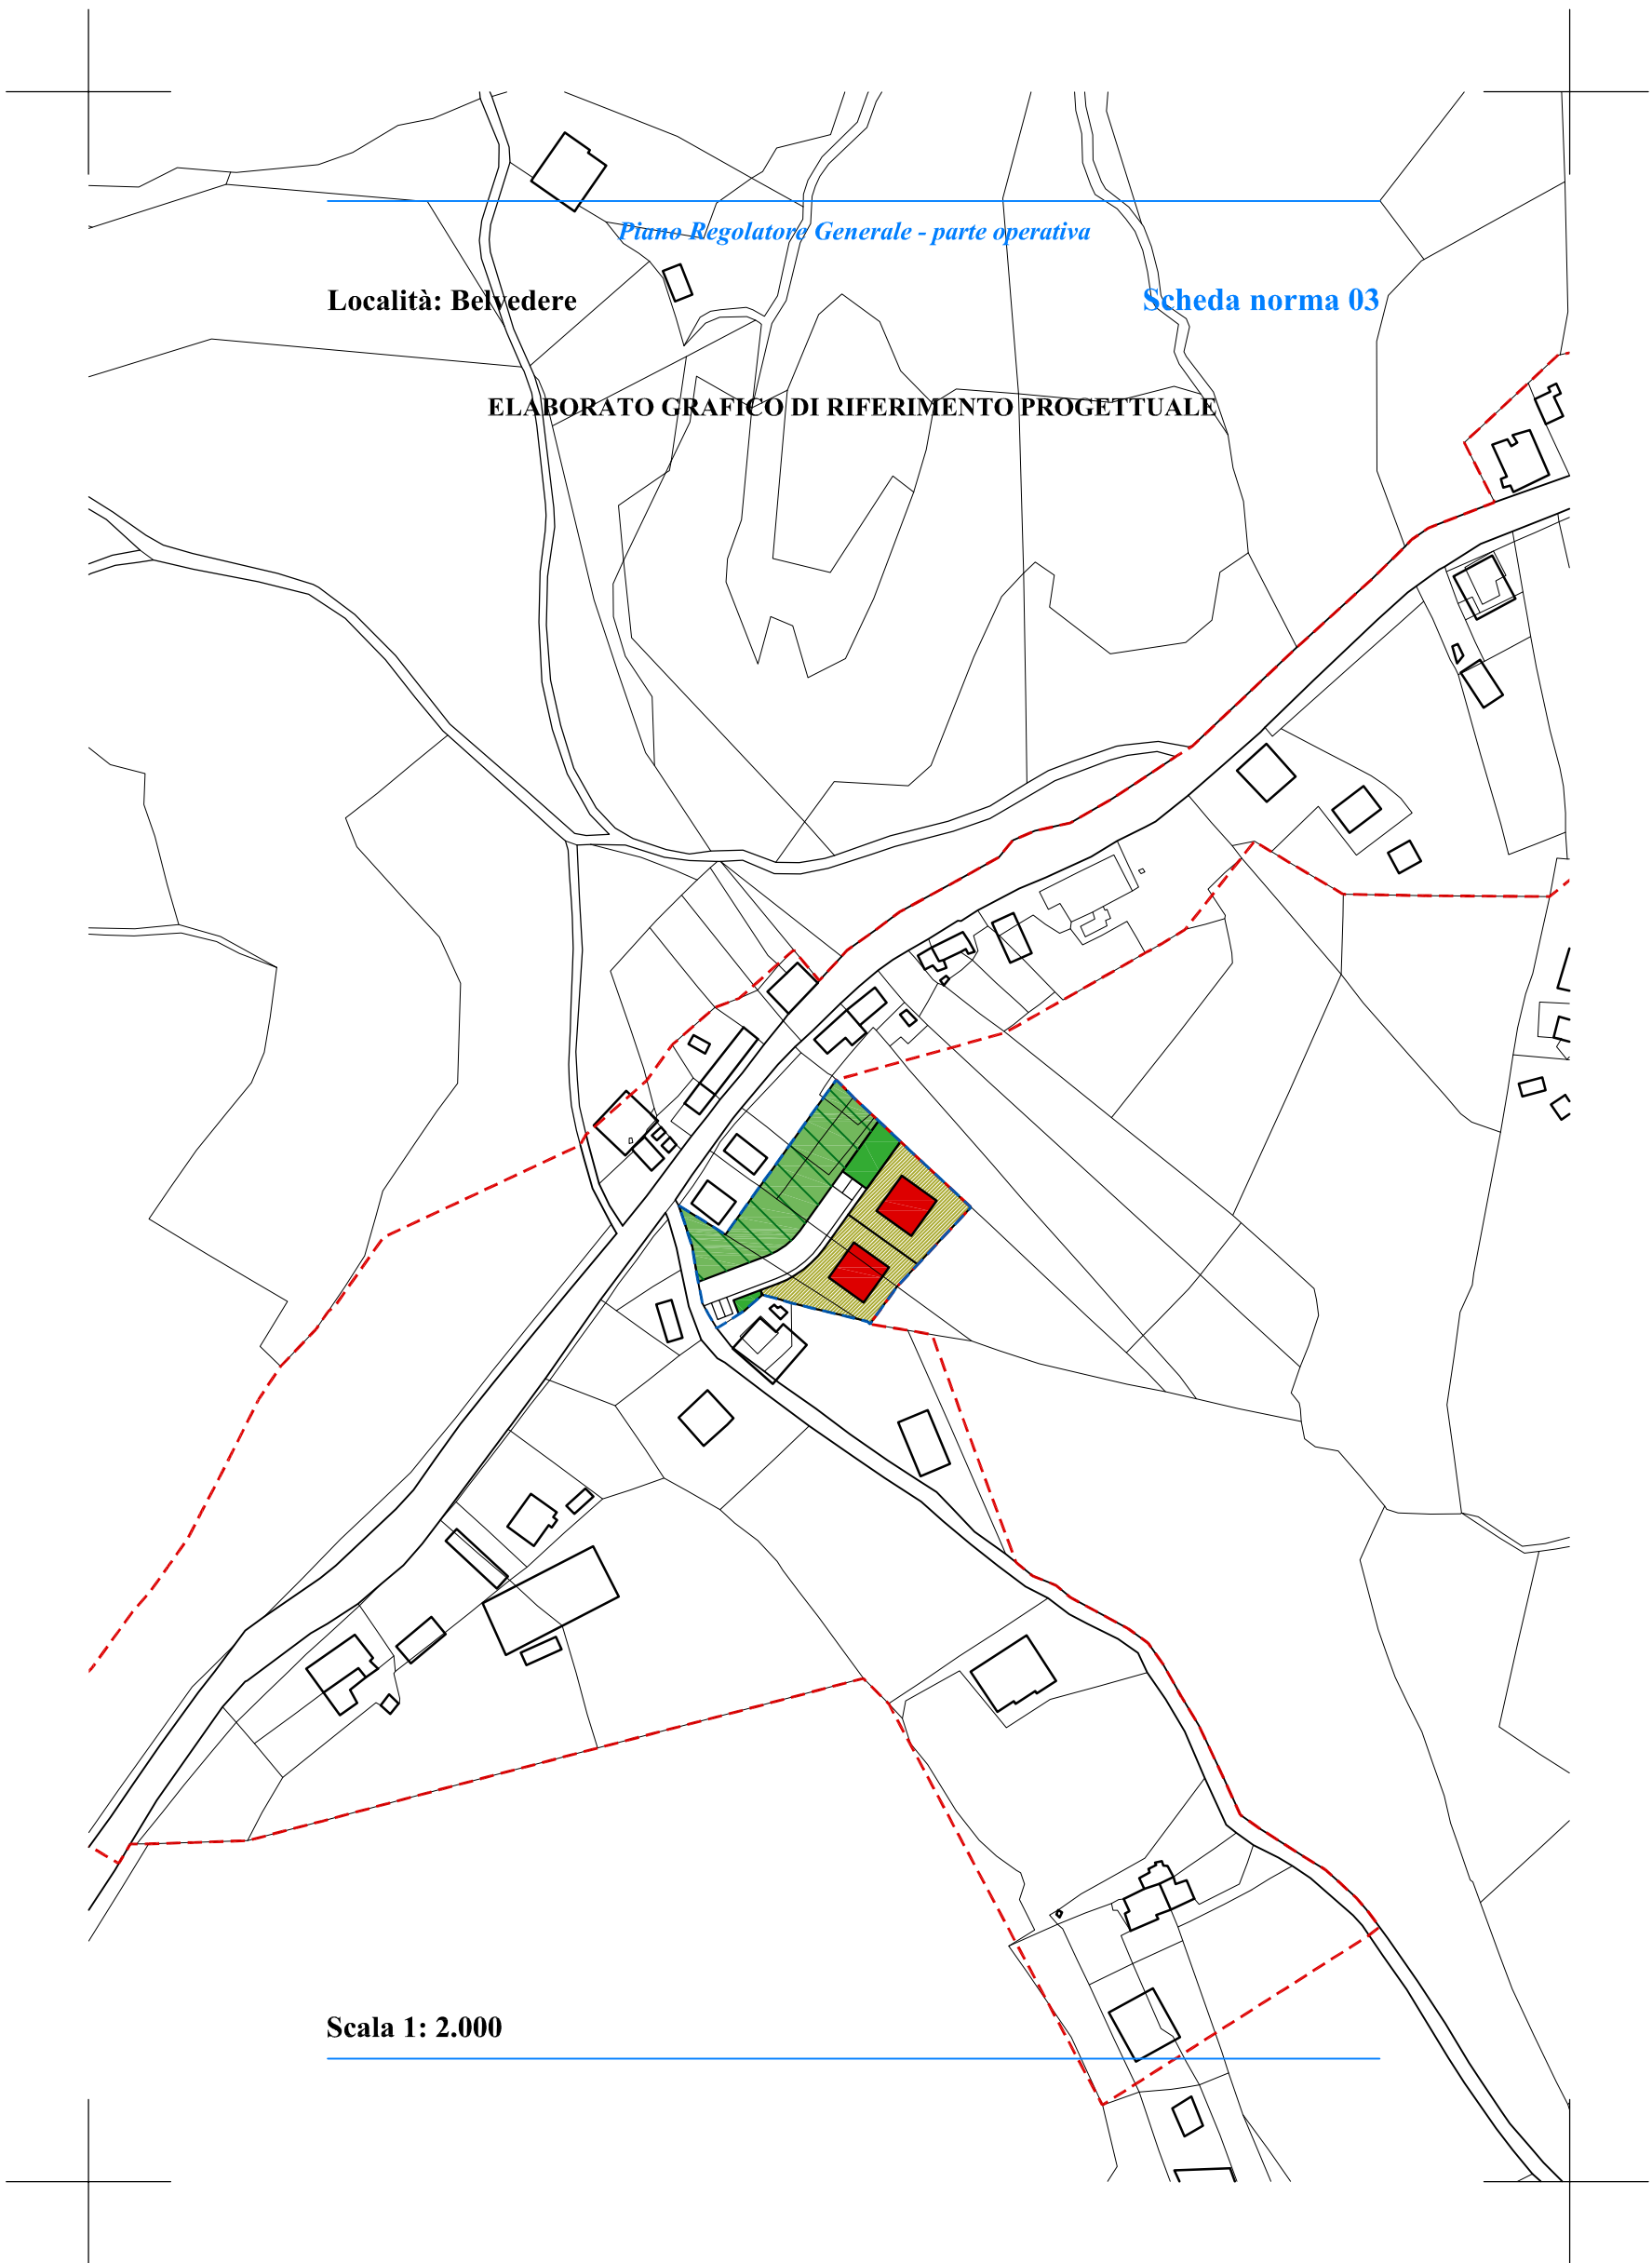 Piano Regolatore Generale - parte operativa
Località: Belvedere Scheda norma 03
ELABORATO GRAFICO DI RIFERIMENTO PROGETTUALE
Scala 1: 2.000